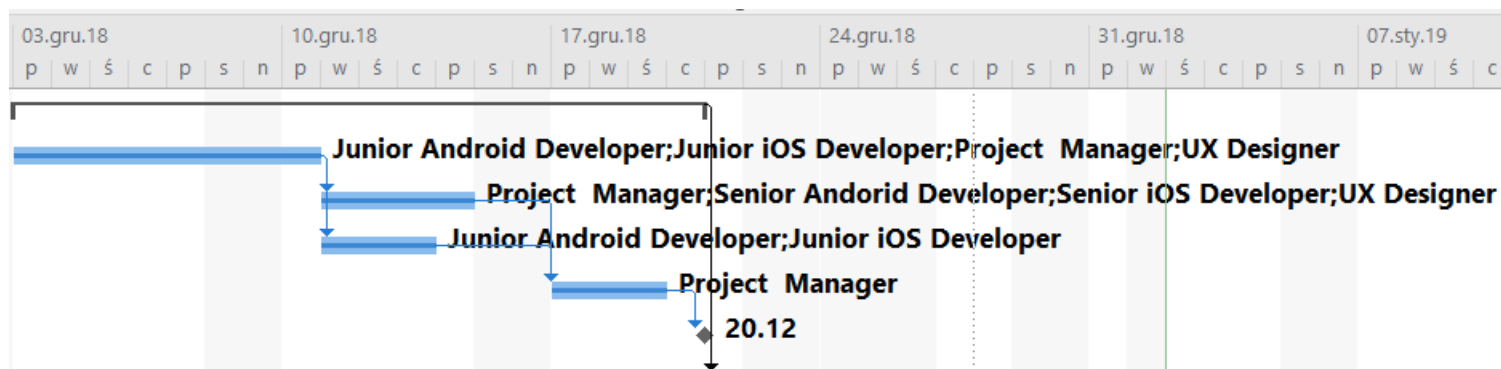 03.gru.18 10.gru.18 17.gru.18 24.gru.18 31.gru.18 07.sty.19
p w ś c p s n p w ś c p s n p w ś c p s n p w ś c p s n p w ś c p s n p w ś c
Junior Android Developer;Junior iOS Developer;Project Manager;UX Designer
Project Manager;Senior Andorid Developer;Senior iOS Developer;UX Designer
Junior Android Developer;Junior iOS Developer
Project Manager
20.12